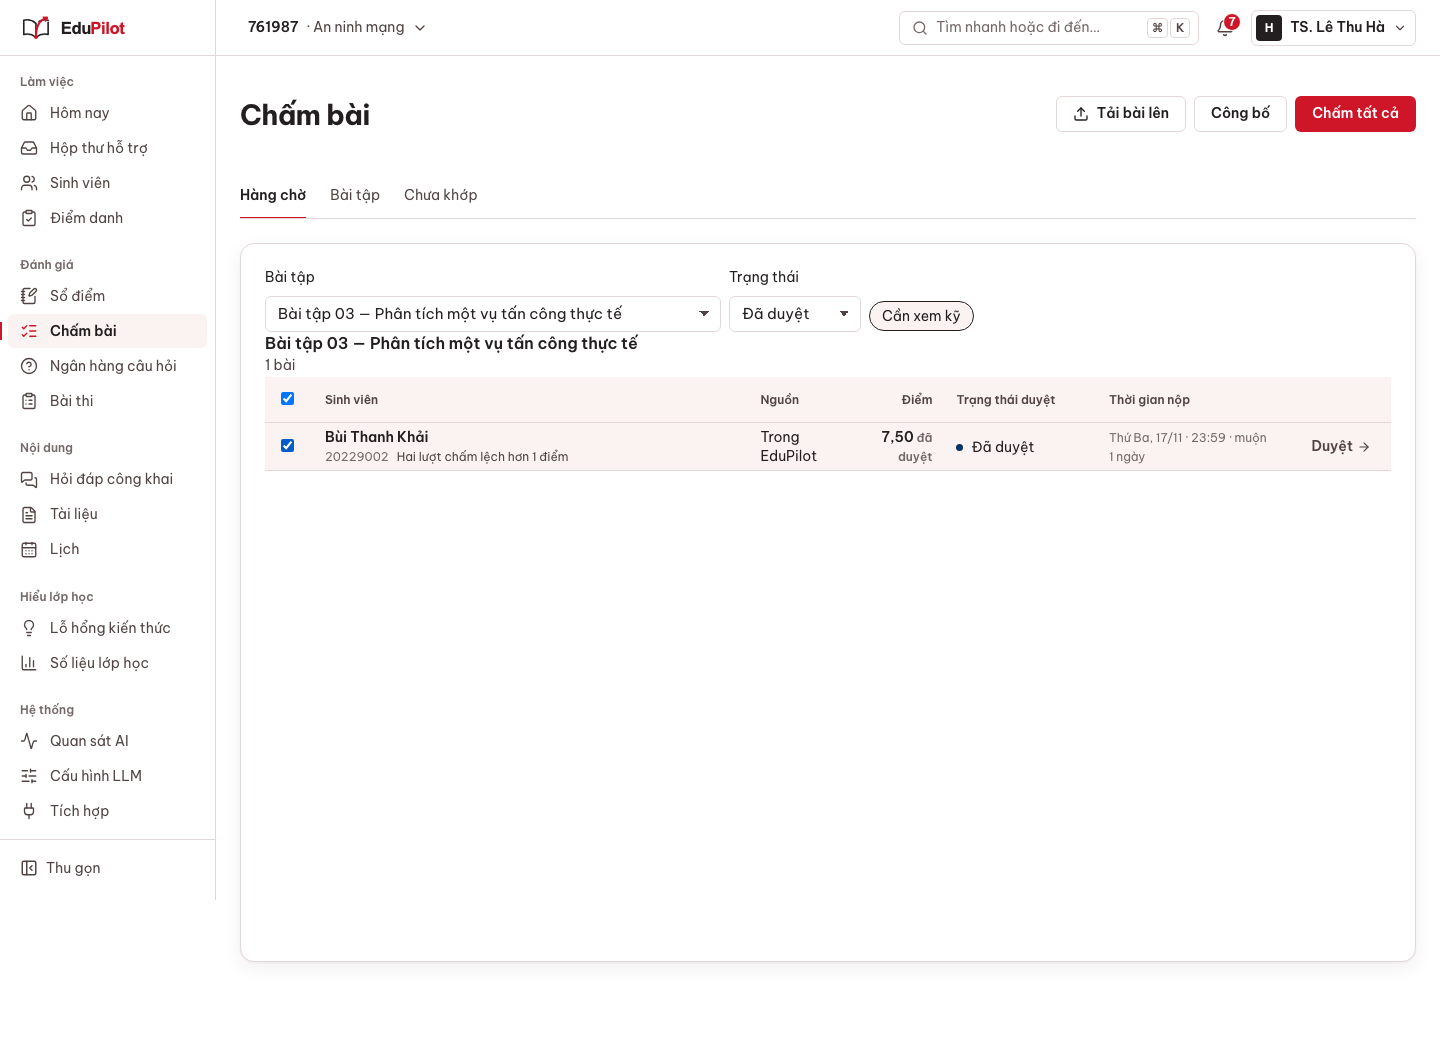 EduPilot
761987 · An ninh mạng
Tìm nhanh hoặc đi đến...
⌘ K
7
H
TS. Lê Thu Hà
Làm việc
Hôm nay
Hộp thư hỗ trợ
Sinh viên
Điểm danh
Đánh giá
Sổ điểm
Chấm bài
Ngân hàng câu hỏi
Bài thi
Nội dung
Hỏi đáp công khai
Tài liệu
Lịch
Hiểu lớp học
Lỗ hổng kiến thức
Số liệu lớp học
Hệ thống
Quan sát AI
Cấu hình LLM
Tích hợp
Thu gọn
Chấm bài
Tải bài lên
Công bố
Chấm tất cả
Hàng chờ
Bài tập
Chưa khớp
Bài tập
Trạng thái
Bài tập 03 — Phân tích một vụ tấn công thực tế
Đã duyệt
Cần xem kỹ
Bài tập 03 — Phân tích một vụ tấn công thực tế
1 bài
Sinh viên
Nguồn
Điểm
Trạng thái duyệt
Thời gian nộp
Bùi Thanh Khải
20229002 Hai lượt chấm lệch hơn 1 điểm
Trong
EduPilot
7,50 đã
duyệt
Đã duyệt
Thứ Ba, 17/11 · 23:59 · muộn
1 ngày
Duyệt →